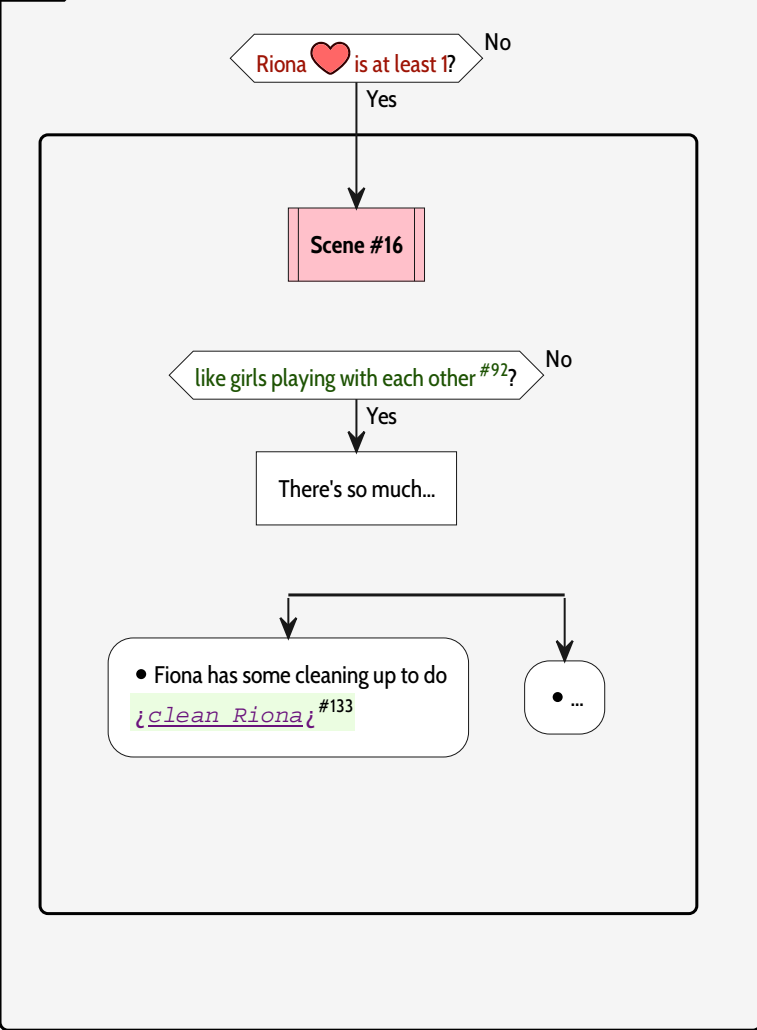 No
Riona ❤ is at least 1?
Yes
Scene #16
No
like girls playing with each other #92?
Yes
There's so much...
• Fiona has some cleaning up to do
¿clean Riona¿#133
• ...